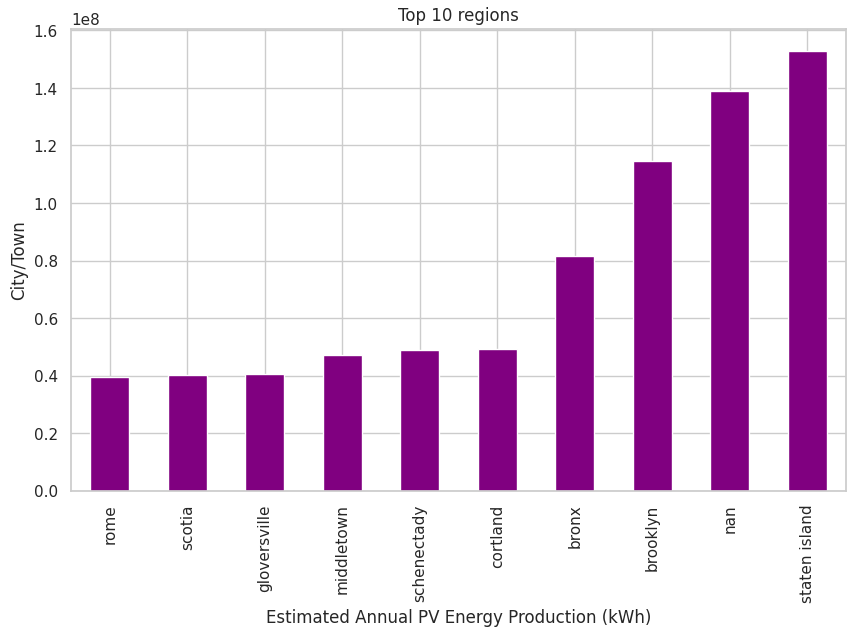 Top 10 regions
1e8
1.6
1.4
1.2
1.0
0.8
0.6
0.4
0.2
0.0
City/Town
rome
scotia
gloversville
middletown
schenectady
cortland
bronx
brooklyn
nan
staten island
Estimated Annual PV Energy Production (kWh)